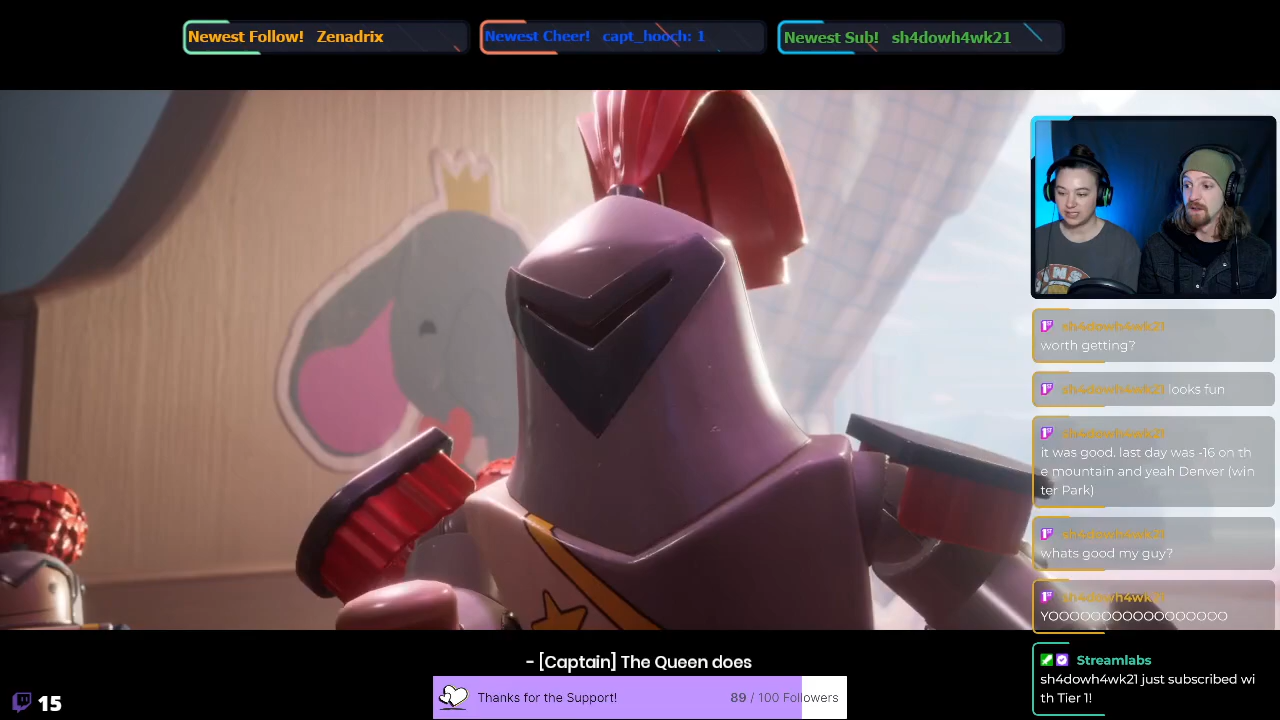 Newest Follow! Zenadrix
Newest Cheer! capt_hooch: 1
Newest Sub! sh4dowh4wk21
sh4dowh4wk21
worth getting?
sh4dowh4wk21 looks fun
sh4dowh4wk21
it was good. last day was -16 on th
e mountain and yeah Denver (win
ter Park)
sh4dowh4wk21
whats good my guy?
sh4dowh4wk21
YOOOOOOOOOOOOOOOOO
Streamlabs
sh4dowh4wk21 just subscribed wi
th Tier 1!
- [Captain] The Queen does
Thanks for the Support! 89 / 100 Followers
15